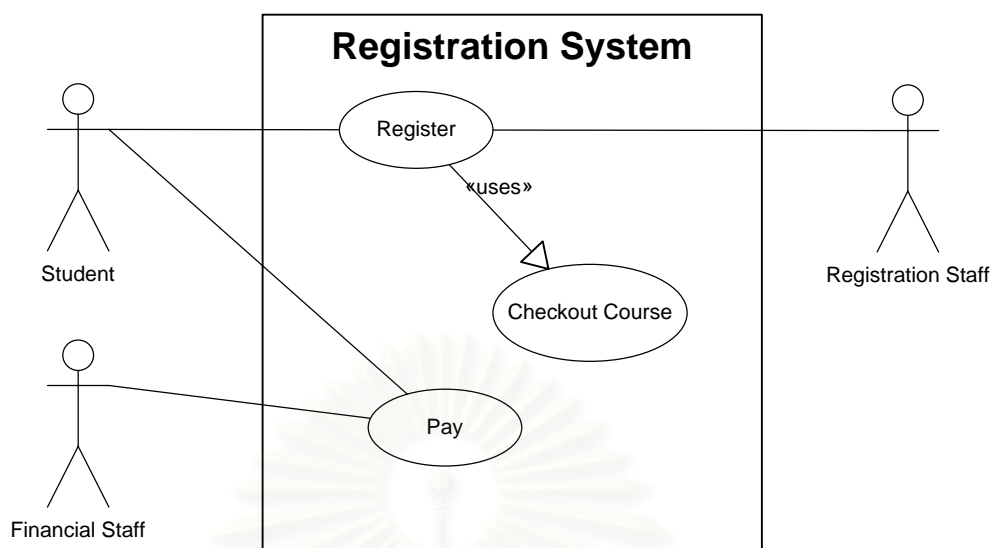 Registration System
Register
«uses»
Student
Registration Staff
Checkout Course
Pay
Financial Staff